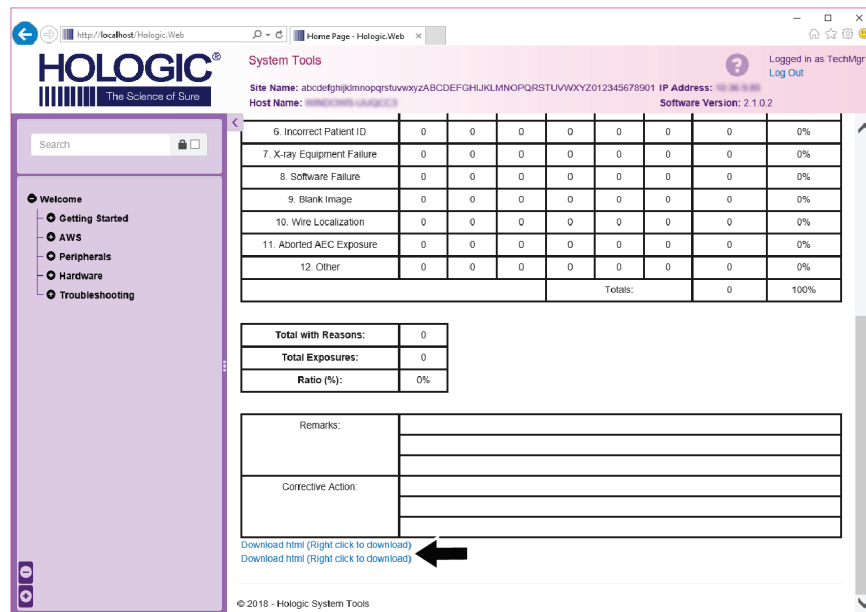 http://localhost/Hologic.Web
Home Page - Hologic.Web
HOLOGIC®
The Science of Sure
System Tools
?
Logged in as TechMgr
Log Out
Site Name: abcdefghijklmnopqrstuvwxyzABCDEFGHIJKLMNOPQRSTUVWXYZ012345678901 IP Address:
Host Name:
Software Version: 2.1.0.2
Search
Welcome
Getting Started
AWS
Peripherals
Hardware
Troubleshooting
6. Incorrect Patient ID 0 0 0 0 0 0 0 0%
7. X-ray Equipment Failure 0 0 0 0 0 0 0 0%
8. Software Failure 0 0 0 0 0 0 0 0%
9. Blank Image 0 0 0 0 0 0 0 0%
10. Wire Localization 0 0 0 0 0 0 0 0%
11. Aborted AEC Exposure 0 0 0 0 0 0 0 0%
12. Other 0 0 0 0 0 0 0 0%
Totals: 0 100%
Total with Reasons: 0
Total Exposures: 0
Ratio (%): 0%
Remarks:
Corrective Action:
Download html (Right click to download)
Download html (Right click to download)
© 2018 - Hologic System Tools